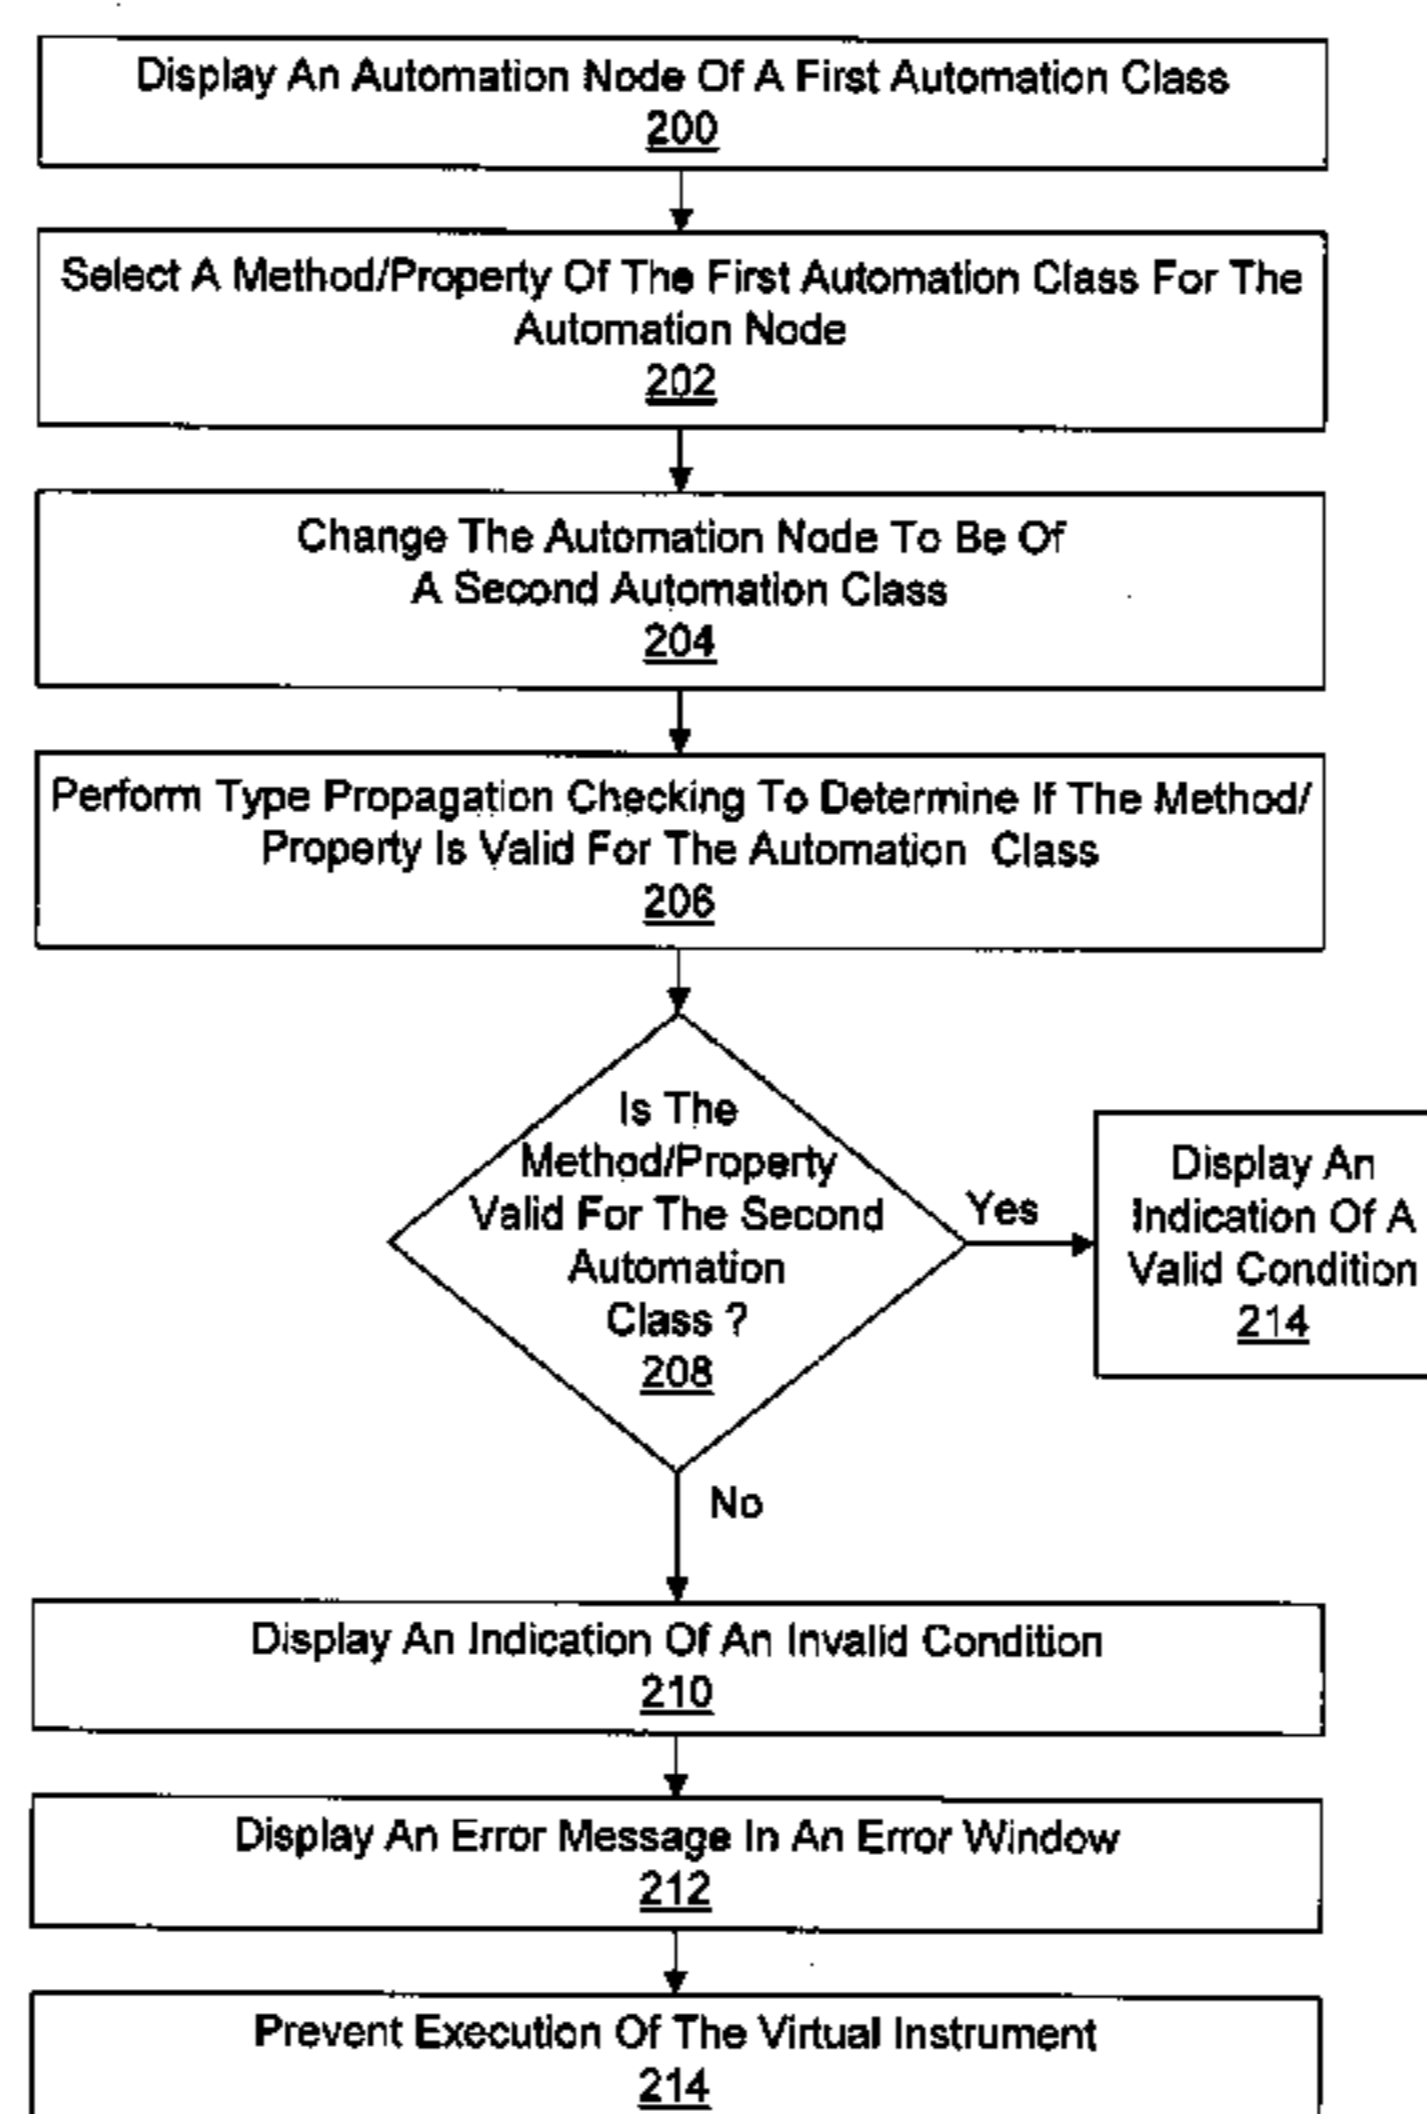 Display An Automation Node Of A First Automation Class
200
Select A Method/Property Of The First Automation Class For The
Automation Node
202
Change The Automation Node To Be Of
A Second Automation Class
204
Perform Type Propagation Checking To Determine If The Method/
Property Is Valid For The Automation Class
206
Is The
Method/Property
Valid For The Second
Automation
Class ?
208
Yes
Display An
Indication Of A
Valid Condition
214
No
Display An Indication Of An Invalid Condition
210
Display An Error Message In An Error Window
212
Prevent Execution Of The Virtual Instrument
214